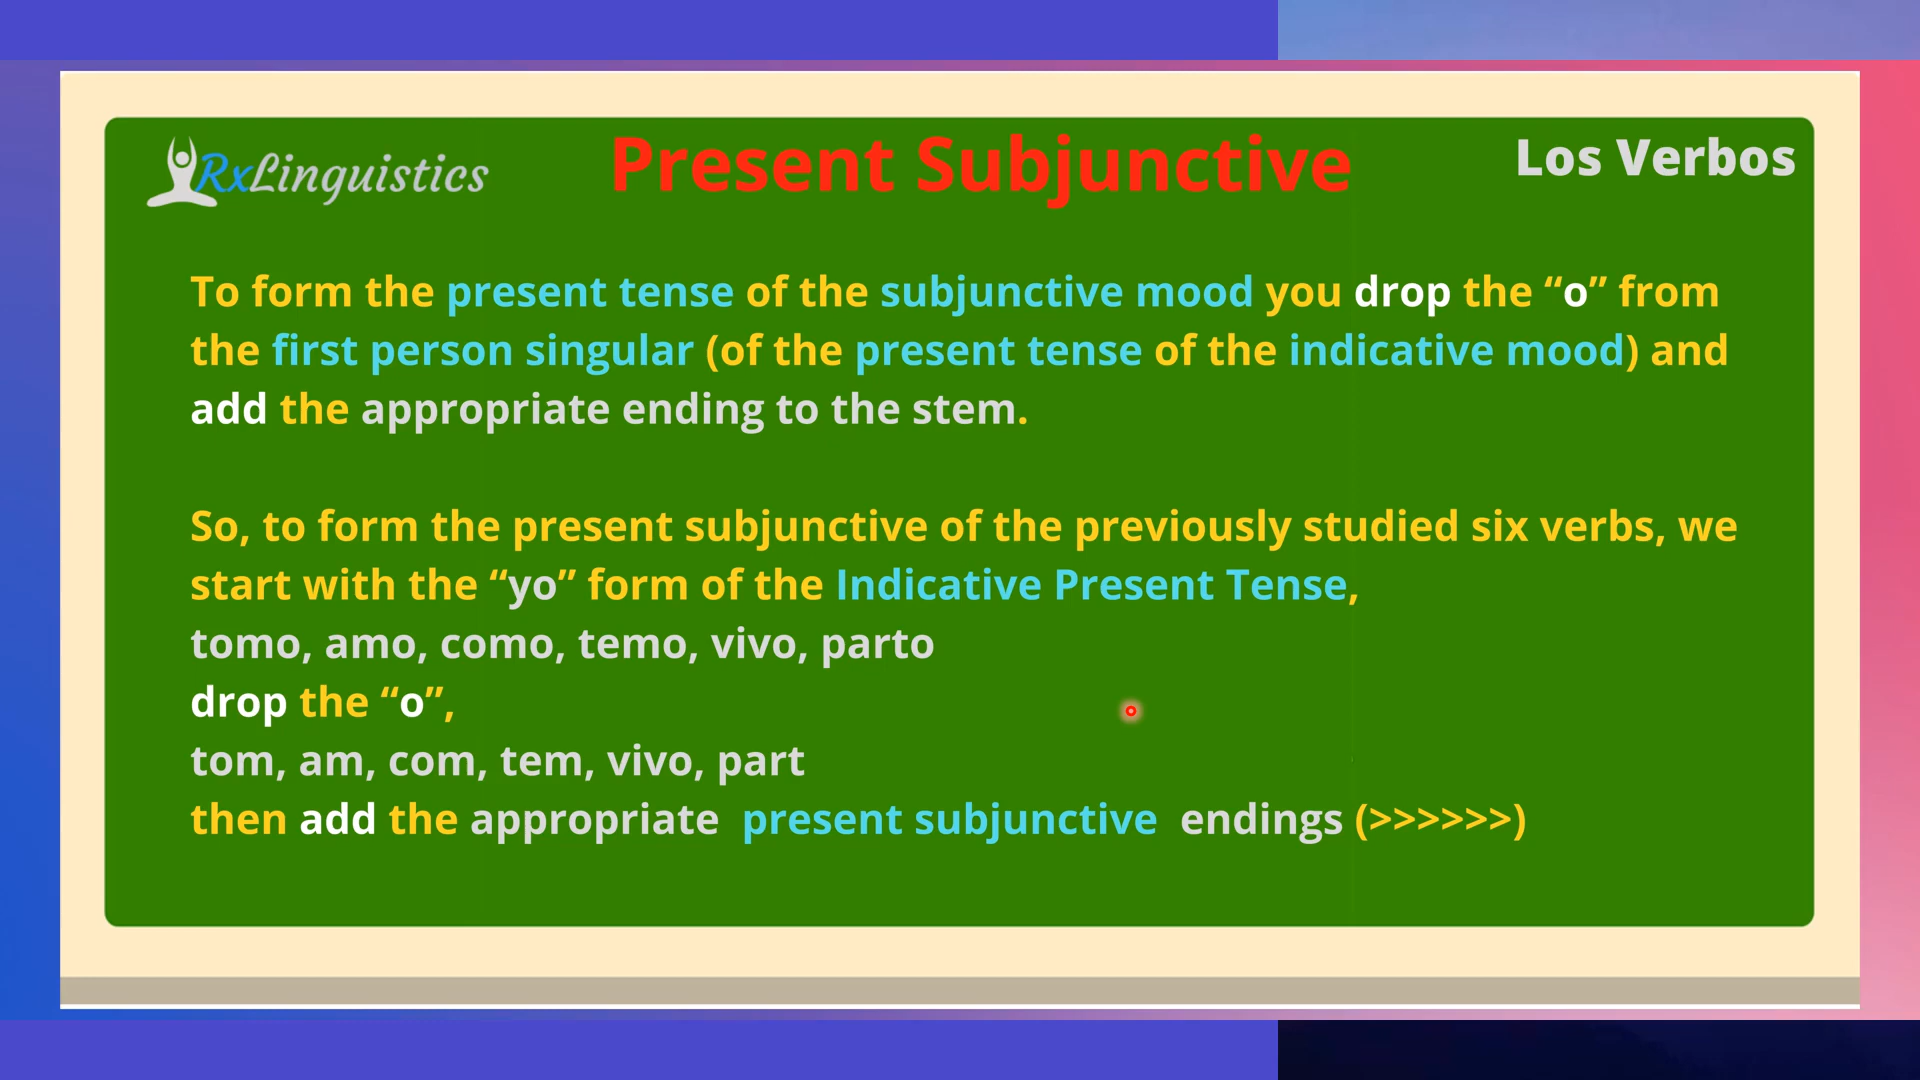 RxLinguistics
Present Subjunctive
Los Verbos
To form the present tense of the subjunctive mood you drop the “o” from
the first person singular (of the present tense of the indicative mood) and
add the appropriate ending to the stem.
So, to form the present subjunctive of the previously studied six verbs, we
start with the “yo” form of the Indicative Present Tense,
tomo, amo, como, temo, vivo, parto
drop the “o”,
tom, am, com, tem, vivo, part
then add the appropriate present subjunctive endings (>>>>>>)